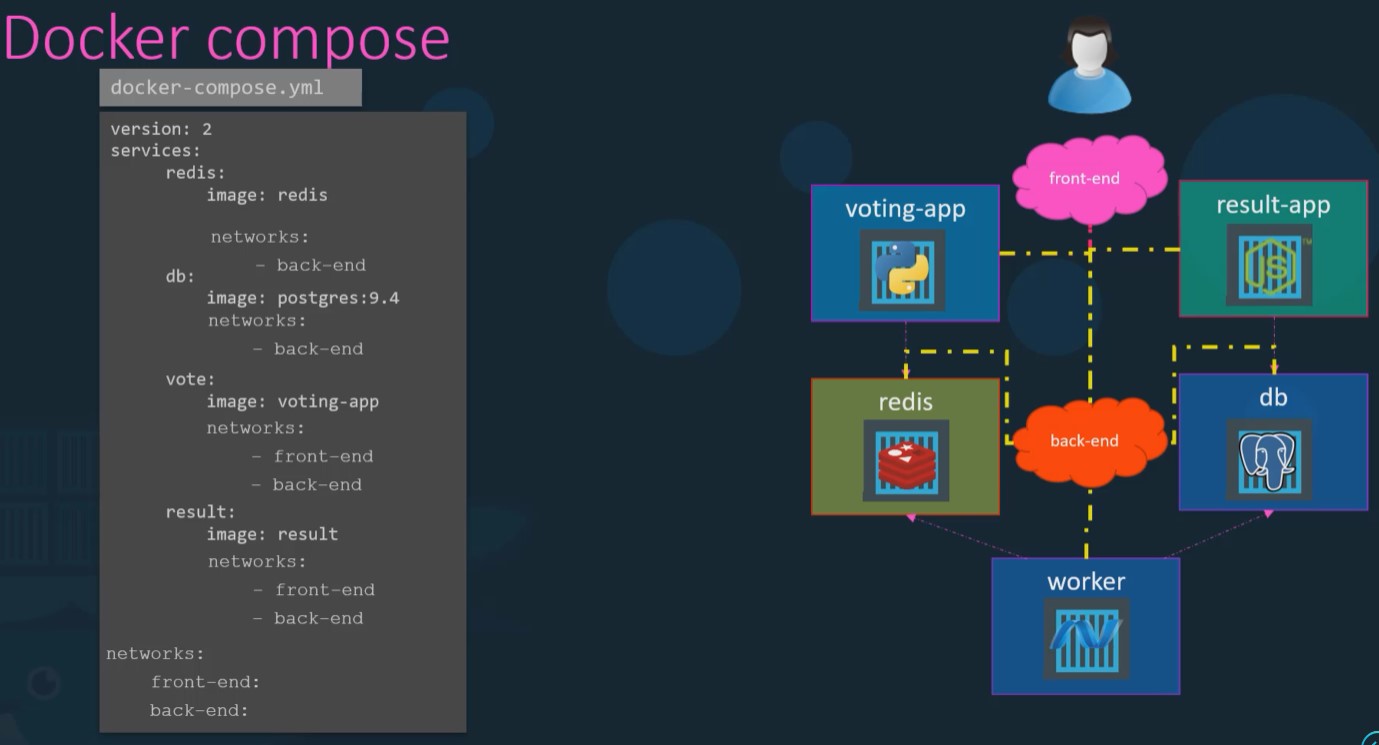 Docker compose
docker-compose.yml
version: 2
services:
redis:
image: redis
networks:
- back-end
db:
image: postgres:9.4
networks:
- back-end
vote:
image: voting-app
networks:
- front-end
- back-end
result:
image: result
networks:
- front-end
- back-end
networks:
front-end:
back-end:
front-end
voting-app
result-app
JS
TM
redis
back-end
db
worker